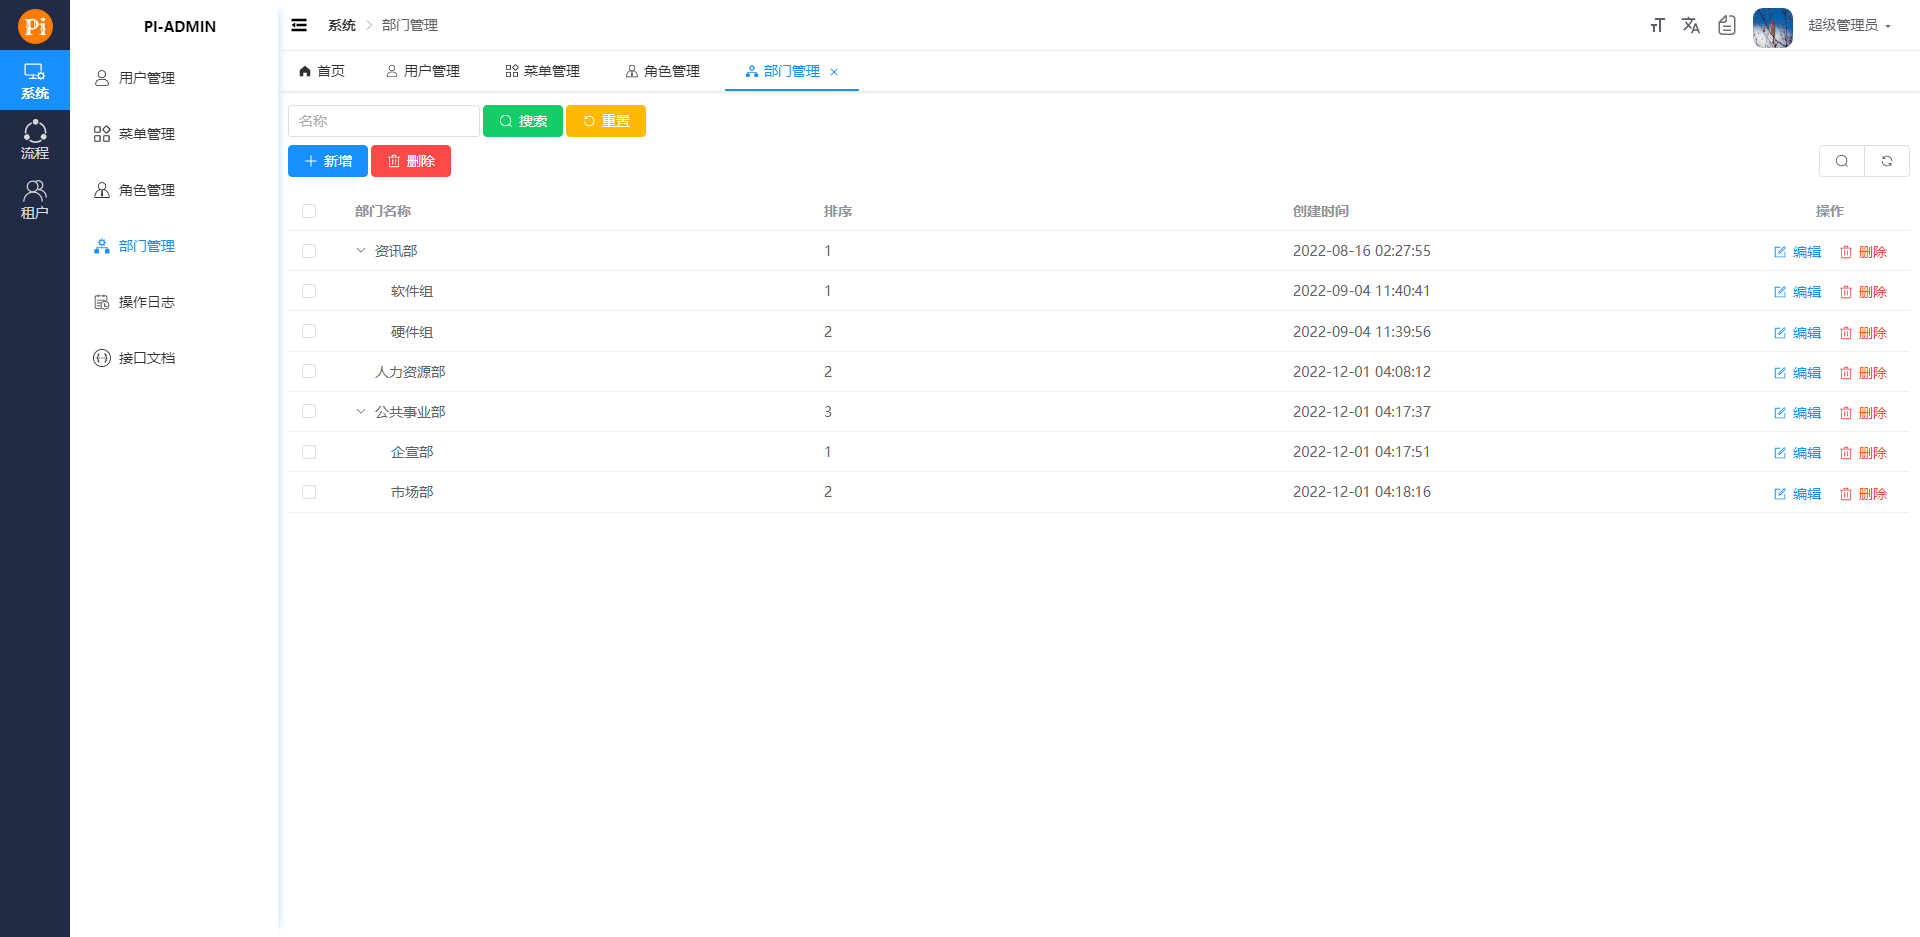 Pi
系统
流程
租户
PI-ADMIN
用户管理
菜单管理
角色管理
部门管理
操作日志
接口文档
系统 部门管理
超级管理员
首页 用户管理 菜单管理 角色管理 部门管理
名称 搜索 重置
新增 删除
部门名称 排序 创建时间 操作
资讯部 1 2022-08-16 02:27:55 编辑 删除
软件组 1 2022-09-04 11:40:41 编辑 删除
硬件组 2 2022-09-04 11:39:56 编辑 删除
人力资源部 2 2022-12-01 04:08:12 编辑 删除
公共事业部 3 2022-12-01 04:17:37 编辑 删除
企宣部 1 2022-12-01 04:17:51 编辑 删除
市场部 2 2022-12-01 04:18:16 编辑 删除